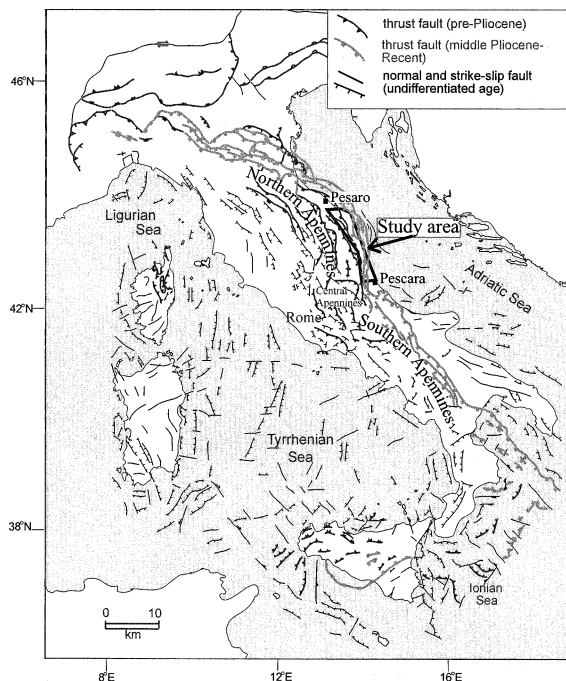 thrust fault (pre-Pliocene)
thrust fault (middle Pliocene-
Recent)
normal and strike-slip fault
(undifferentiated age)
46°N
Northern Apennines
Pesaro
Ligurian
Sea
Study area
Adriatic Sea
Pescara
42°N
Central
Apennines
Rome
Southern Apennines
Tyrrhenian
Sea
38°N
Ionian
Sea
0 10
km
8°E 12°E 16°E